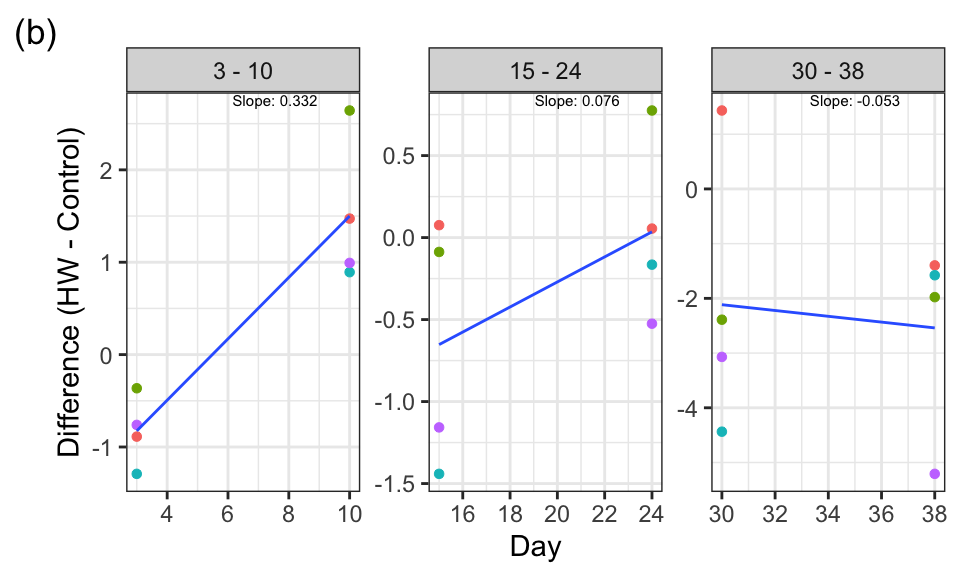 (b)
3 - 10
15 - 24
30 - 38
Slope: 0.332
Slope: 0.076
Slope: -0.053
Difference (HW - Control)
2
1
0
-1
0.5
0.0
-0.5
-1.0
-1.5
0
-2
-4
4 6 8 10
16 18 20 22 24
30 32 34 36 38
Day